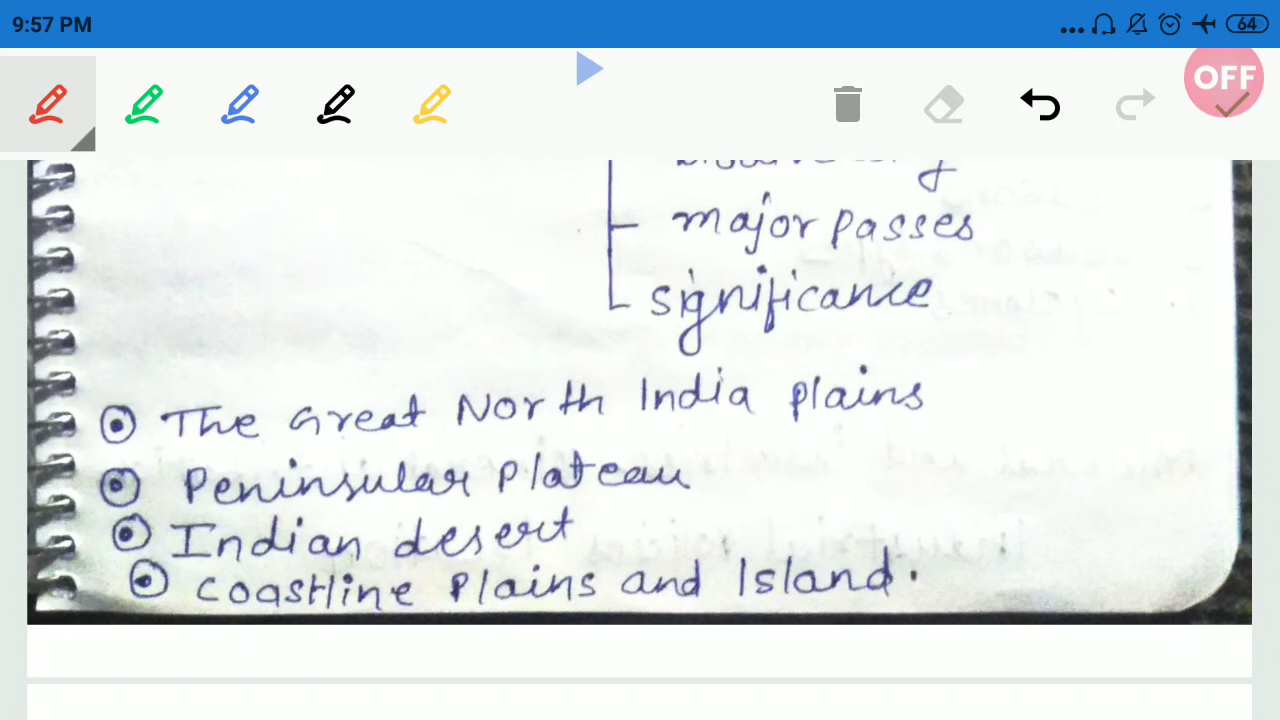 9:57 PM
64
OFF
major passes
significance
The Great North India plains
Peninsular Plateau
Indian desert
Coastline Plains and Island.